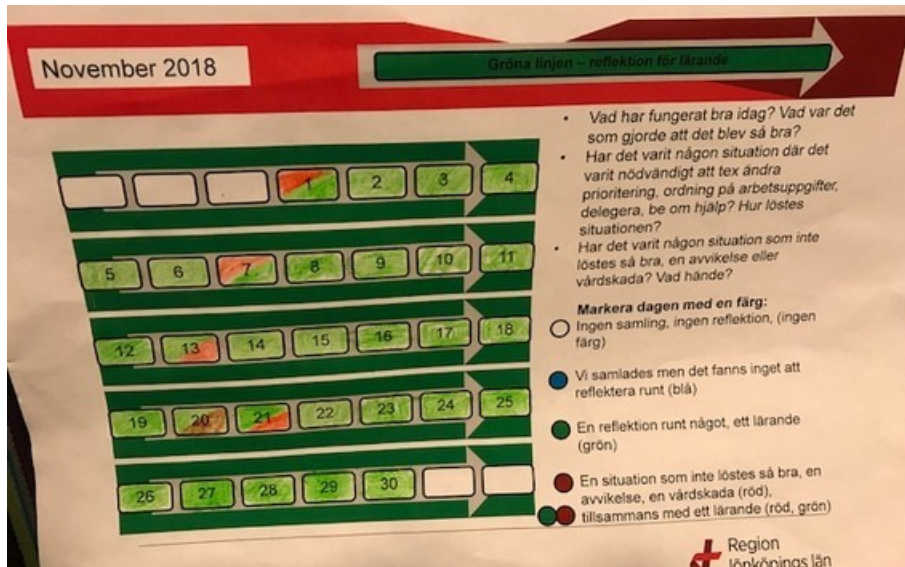 November 2018
Gröna linjen – reflektion för lärande
• Vad har fungerat bra idag? Vad var det
som gjorde att det blev så bra?
• Har det varit någon situation där det
varit nödvändigt att tex ändra
prioritering, ordning på arbetsuppgifter,
delegera, be om hjälp? Hur löstes
situationen?
• Har det varit någon situation som inte
löstes så bra, en avvikelse eller
vårdskada? Vad hände?
1 2 3 4
5 6 7 8 9 10 11
12 13 14 15 16 17 18
19 20 21 22 23 24 25
26 27 28 29 30
Markera dagen med en färg:
Ingen samling, ingen reflektion, (ingen
färg)
Vi samlades men det fanns inget att
reflektera runt (blå)
En reflektion runt något, ett lärande
(grön)
En situation som inte löstes så bra, en
avvikelse, en vårdskada (röd),
tillsammans med ett lärande (röd, grön)
Region
Jönköpings län